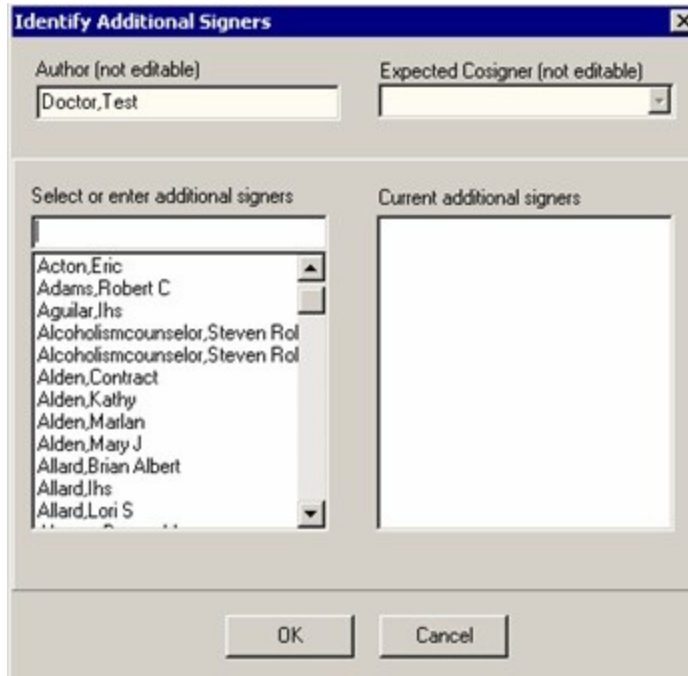 Identify Additional Signers
Author (not editable)
Doctor,Test
Expected Cosigner (not editable)
Select or enter additional signers
Acton,Eric
Adams,Robert C
Aguilar,Ihs
Alcoholismcounselor,Steven Rol
Alcoholismcounselor,Steven Rol
Alden,Contract
Alden,Kathy
Alden,Marlan
Alden,Mary J
Allard,Brian Albert
Allard,Ihs
Allard,Lori S
Current additional signers
OK
Cancel